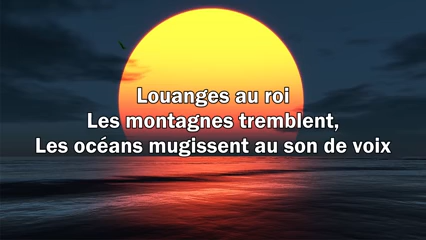 Louanges au roi
Les montagnes tremblent,
Les océans mugissent au son de voix